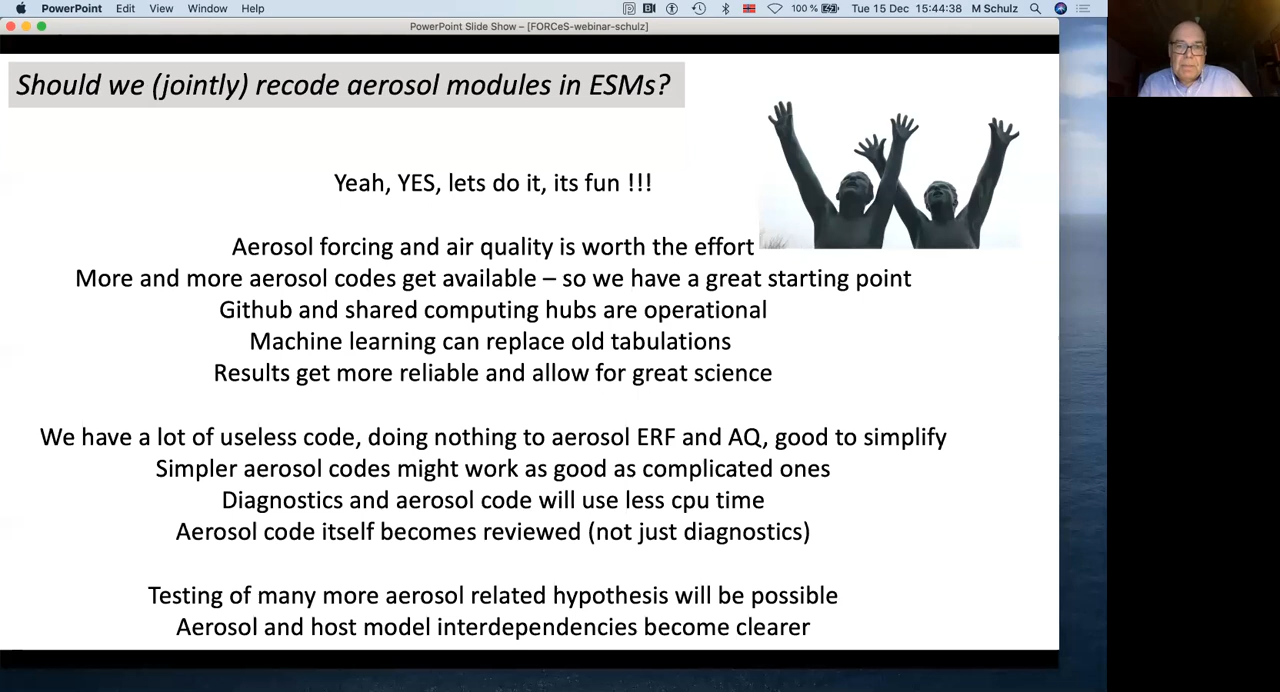 PowerPoint Edit View Window Help 100 % Tue 15 Dec 15:44:38 M Schulz
PowerPoint Slide Show - [FORCeS-webinar-schulz]
Should we (jointly) recode aerosol modules in ESMs?
Yeah, YES, lets do it, its fun !!!
Aerosol forcing and air quality is worth the effort
More and more aerosol codes get available – so we have a great starting point
Github and shared computing hubs are operational
Machine learning can replace old tabulations
Results get more reliable and allow for great science
We have a lot of useless code, doing nothing to aerosol ERF and AQ, good to simplify
Simpler aerosol codes might work as good as complicated ones
Diagnostics and aerosol code will use less cpu time
Aerosol code itself becomes reviewed (not just diagnostics)
Testing of many more aerosol related hypothesis will be possible
Aerosol and host model interdependencies become clearer